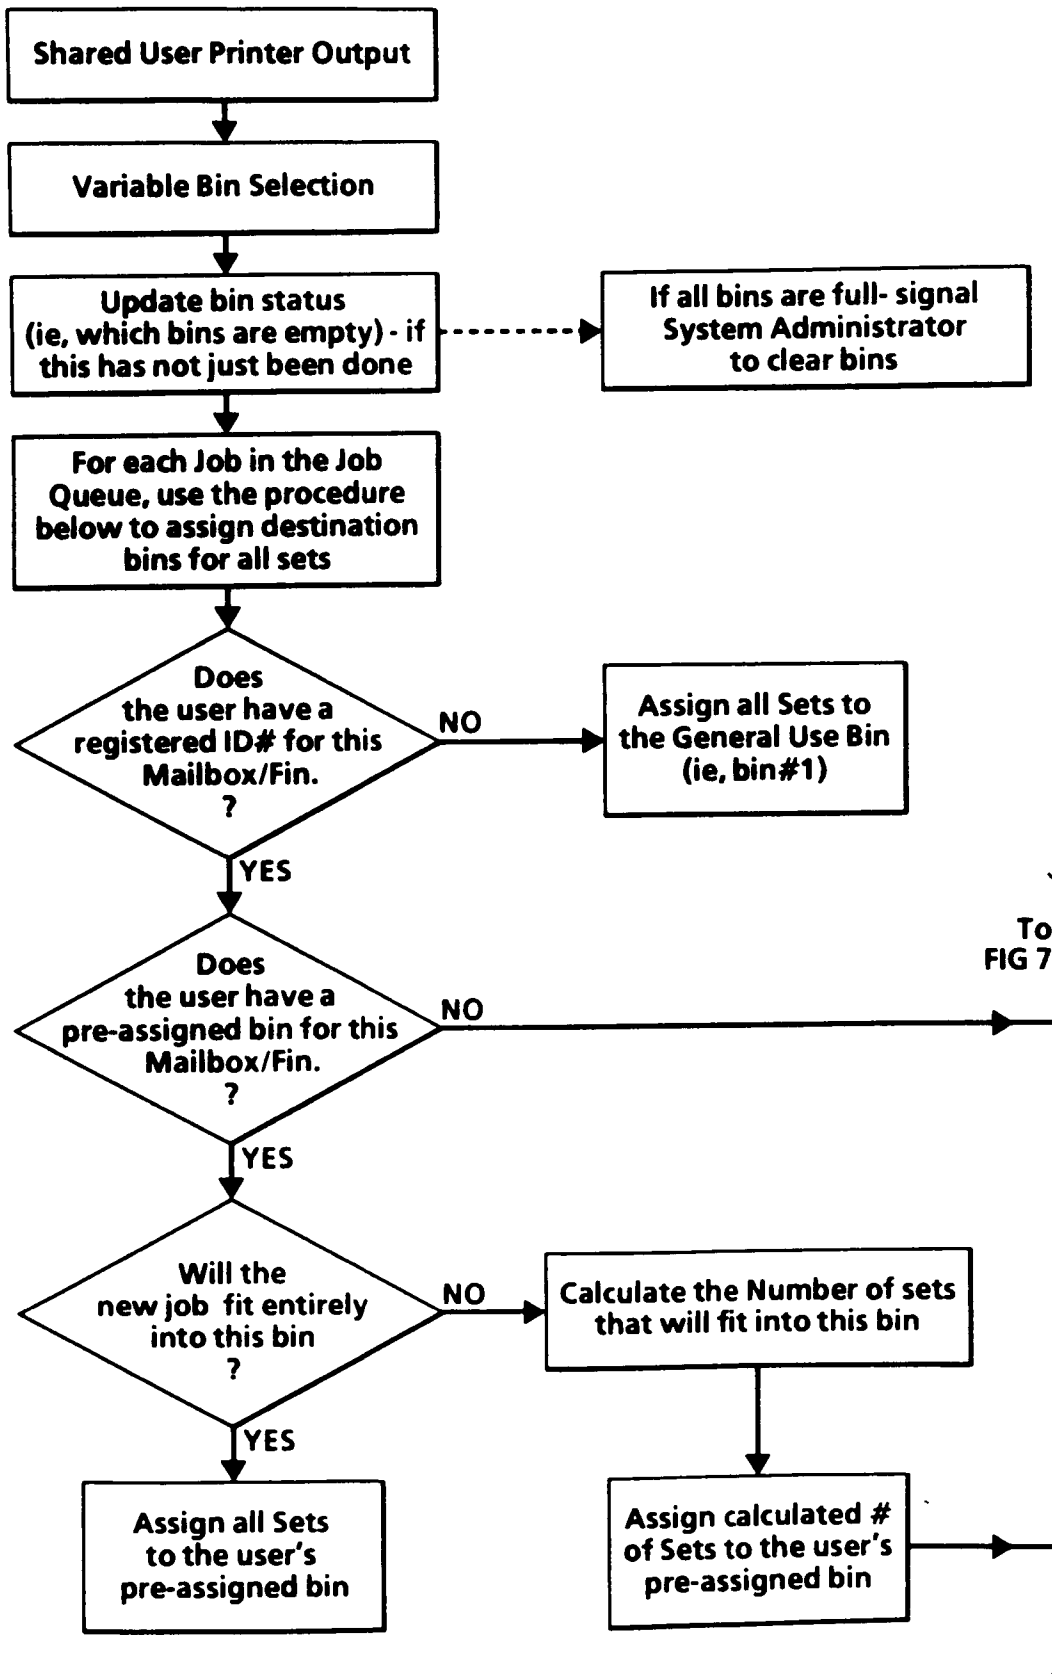 Shared User Printer Output
Variable Bin Selection
Update bin status
(ie, which bins are empty) - if
this has not just been done
If all bins are full- signal
System Administrator
to clear bins
For each Job in the Job
Queue, use the procedure
below to assign destination
bins for all sets
Does
the user have a
registered ID# for this
Mailbox/Fin.
?
NO
Assign all Sets to
the General Use Bin
(ie, bin#1)
YES
To
FIG 7
Does
the user have a
pre-assigned bin for this
Mailbox/Fin.
?
NO
YES
Will the
new job fit entirely
into this bin
?
NO
Calculate the Number of sets
that will fit into this bin
YES
Assign all Sets
to the user's
pre-assigned bin
Assign calculated #
of Sets to the user's
pre-assigned bin